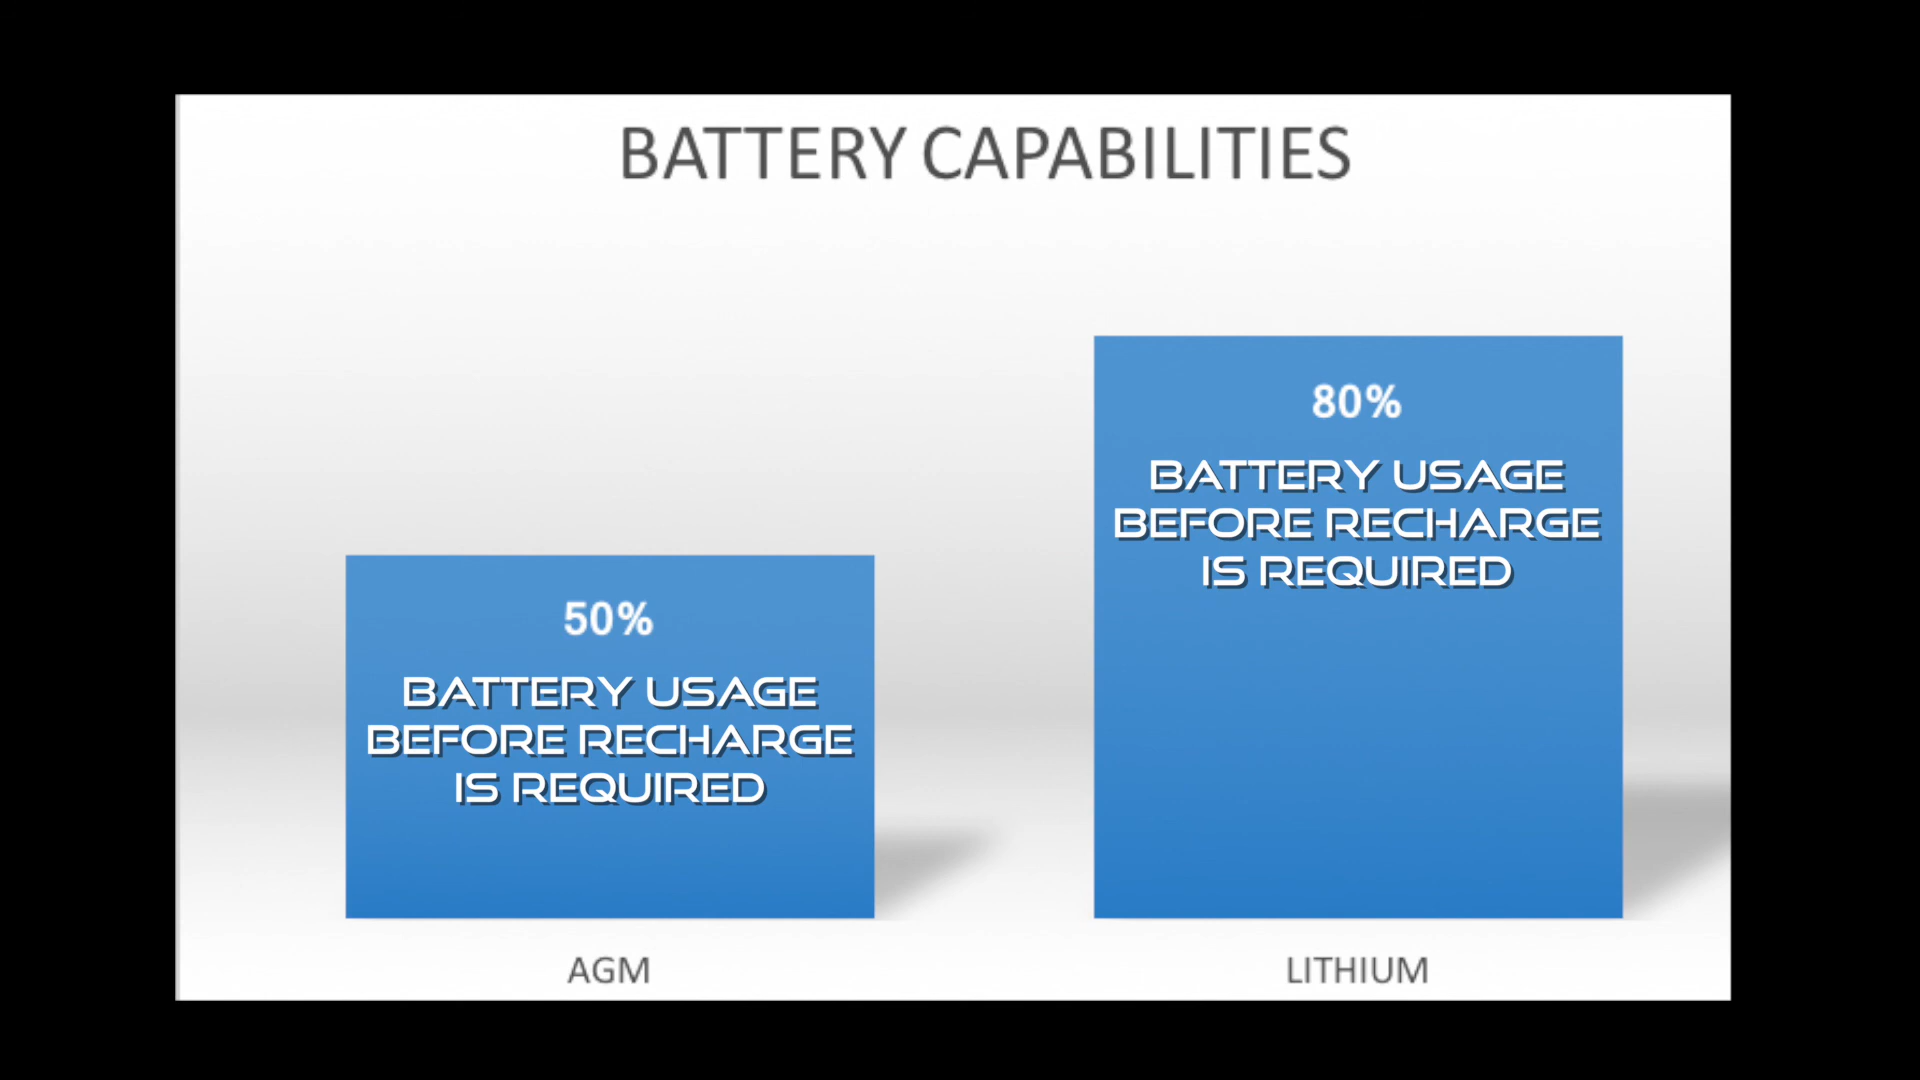 BATTERY CAPABILITIES
50%
BATTERY USAGE
BEFORE RECHARGE
IS REQUIRED
AGM
80%
BATTERY USAGE
BEFORE RECHARGE
IS REQUIRED
LITHIUM